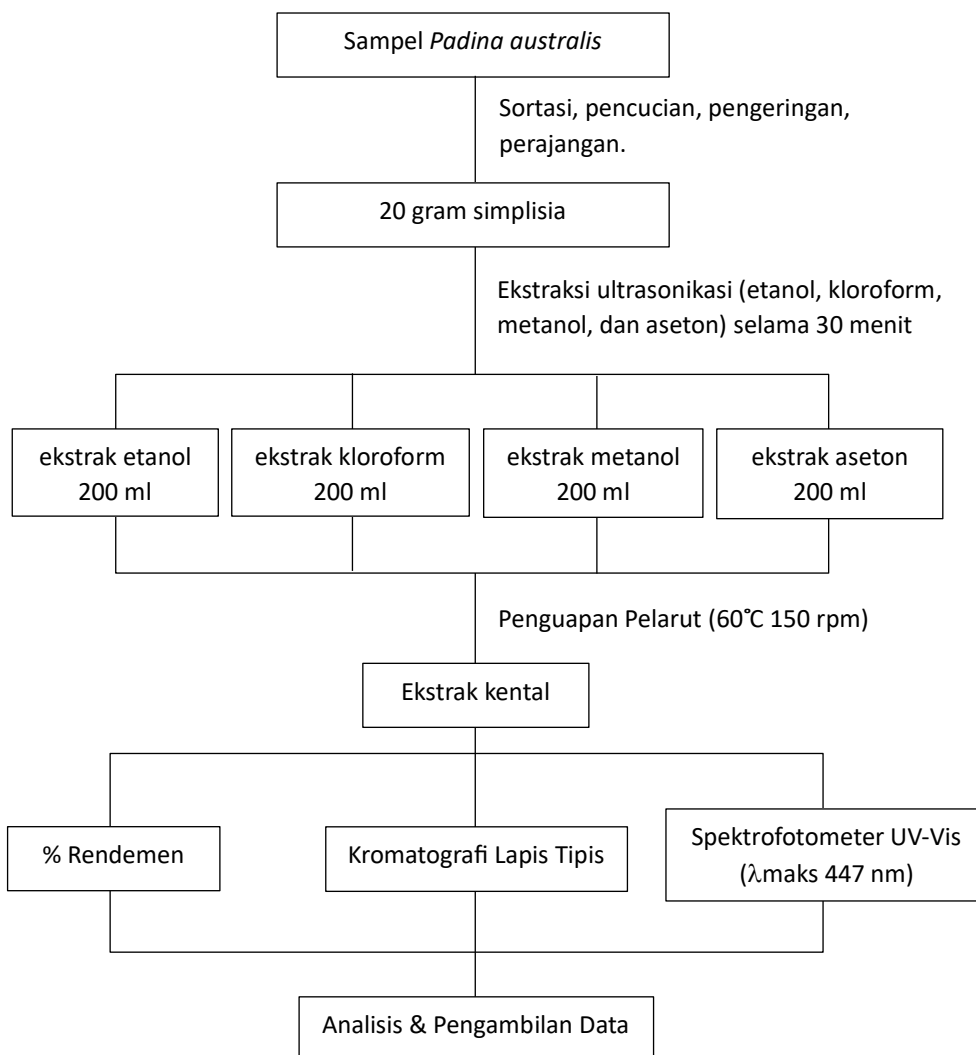 Sampel Padina australis
Sortasi, pencucian, pengeringan,
perajangan.
20 gram simplisia
Ekstraksi ultrasonikasi (etanol, kloroform,
metanol, dan aseton) selama 30 menit
ekstrak etanol
200 ml
ekstrak kloroform
200 ml
ekstrak metanol
200 ml
ekstrak aseton
200 ml
Penguapan Pelarut (60°C 150 rpm)
Ekstrak kental
% Rendemen
Kromatografi Lapis Tipis
Spektrofotometer UV-Vis
(λmaks 447 nm)
Analisis & Pengambilan Data